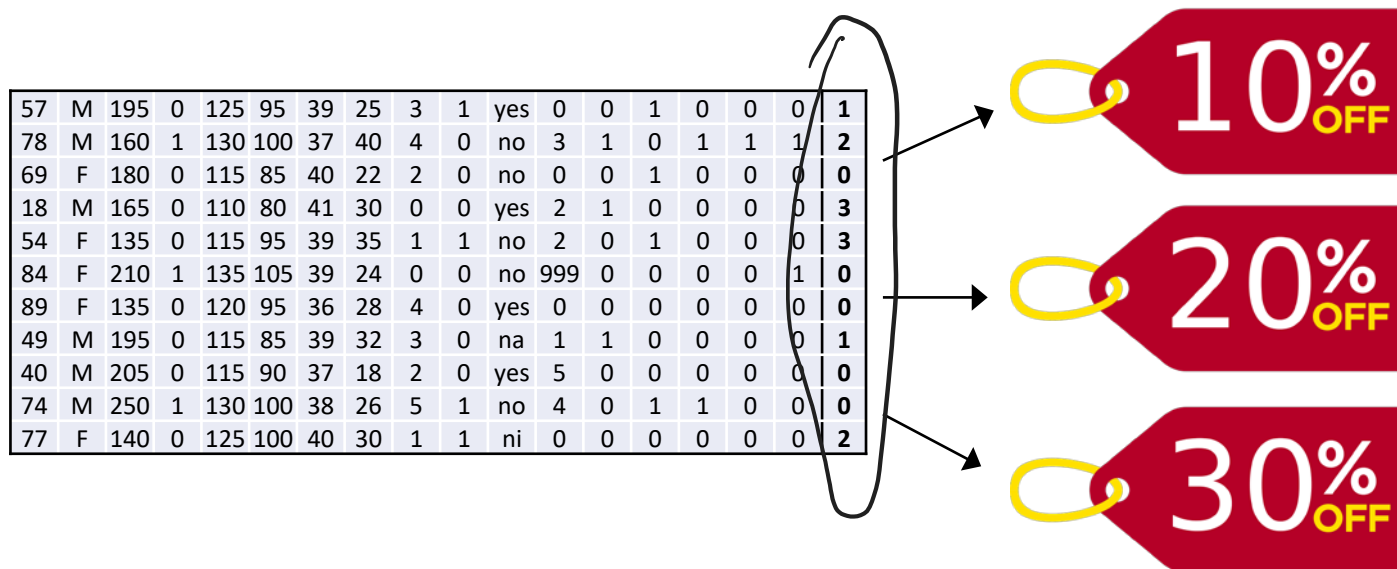 57 M 195 0 125 95 39 25 3 1 yes 0 0 1 0 0 0 1
78 M 160 1 130 100 37 40 4 0 no 3 1 0 1 1 1 2
69 F 180 0 115 85 40 22 2 0 no 0 0 1 0 0 0 0
18 M 165 0 110 80 41 30 0 0 yes 2 1 0 0 0 0 3
54 F 135 0 115 95 39 35 1 1 no 2 0 1 0 0 0 3
84 F 210 1 135 105 39 24 0 0 no 999 0 0 0 0 1 0
89 F 135 0 120 95 36 28 4 0 yes 0 0 0 0 0 0 0
49 M 195 0 115 85 39 32 3 0 na 1 1 0 0 0 0 1
40 M 205 0 115 90 37 18 2 0 yes 5 0 0 0 0 0 0
74 M 250 1 130 100 38 26 5 1 no 4 0 1 1 0 0 0
77 F 140 0 125 100 40 30 1 1 ni 0 0 0 0 0 0 2
10% OFF
20% OFF
30% OFF